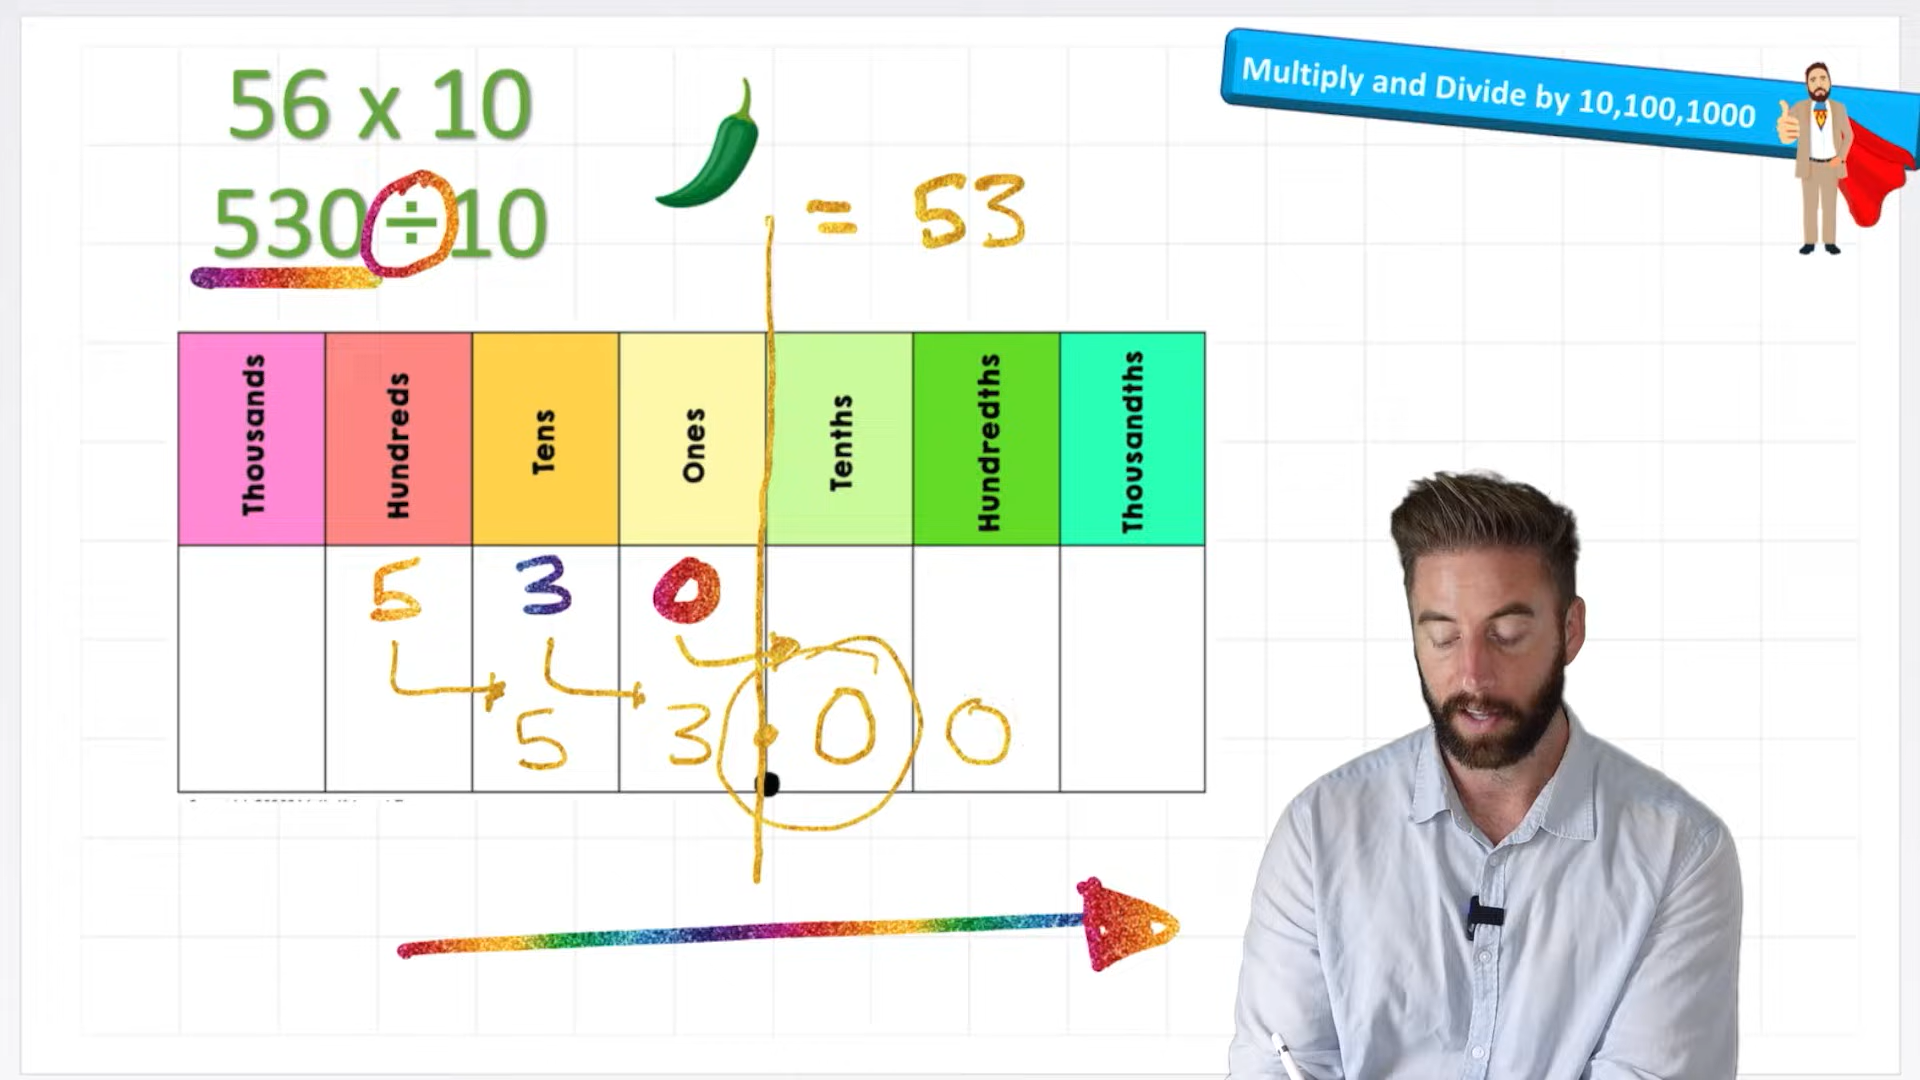 56 x 10
Multiply and Divide by 10,100,1000
530 ÷ 10 = 53
Thousands Hundreds Tens Ones Tenths Hundredths Thousandths
5 3 0
5 3 . 0 0